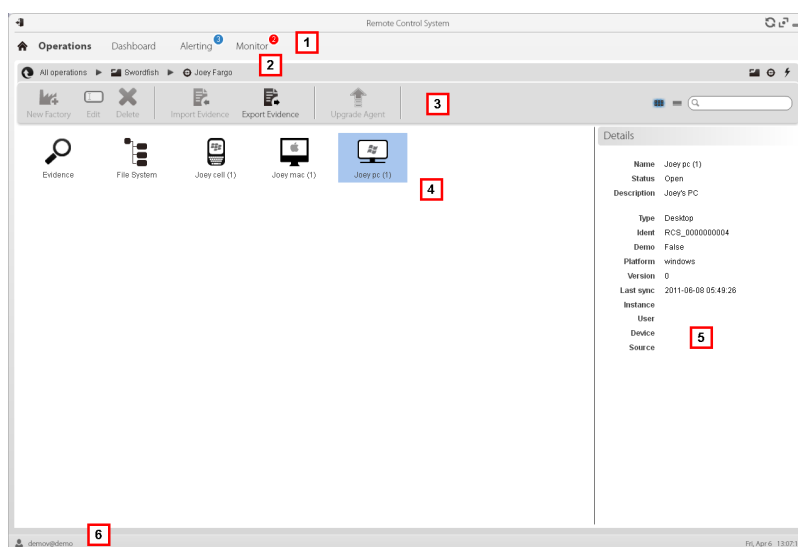 Remote Control System
Operations Dashboard Alerting 3 Monitor 2 1
2
All operations Swordfish Joey Fargo
New Factory Edit Delete Import Evidence Export Evidence Upgrade Agent 3
Evidence File System Joey cell (1) Joey mac (1) Joey pc (1)
4
Details
Name Joey pc (1)
Status Open
Description Joey's PC
Type Desktop
Ident RCS_0000000004
Demo False
Platform windows
Version 0
Last sync 2011-06-08 05:49:26
Instance
User
Device
Source
5
6
demov@demo Fri, Apr 6 13:07:1